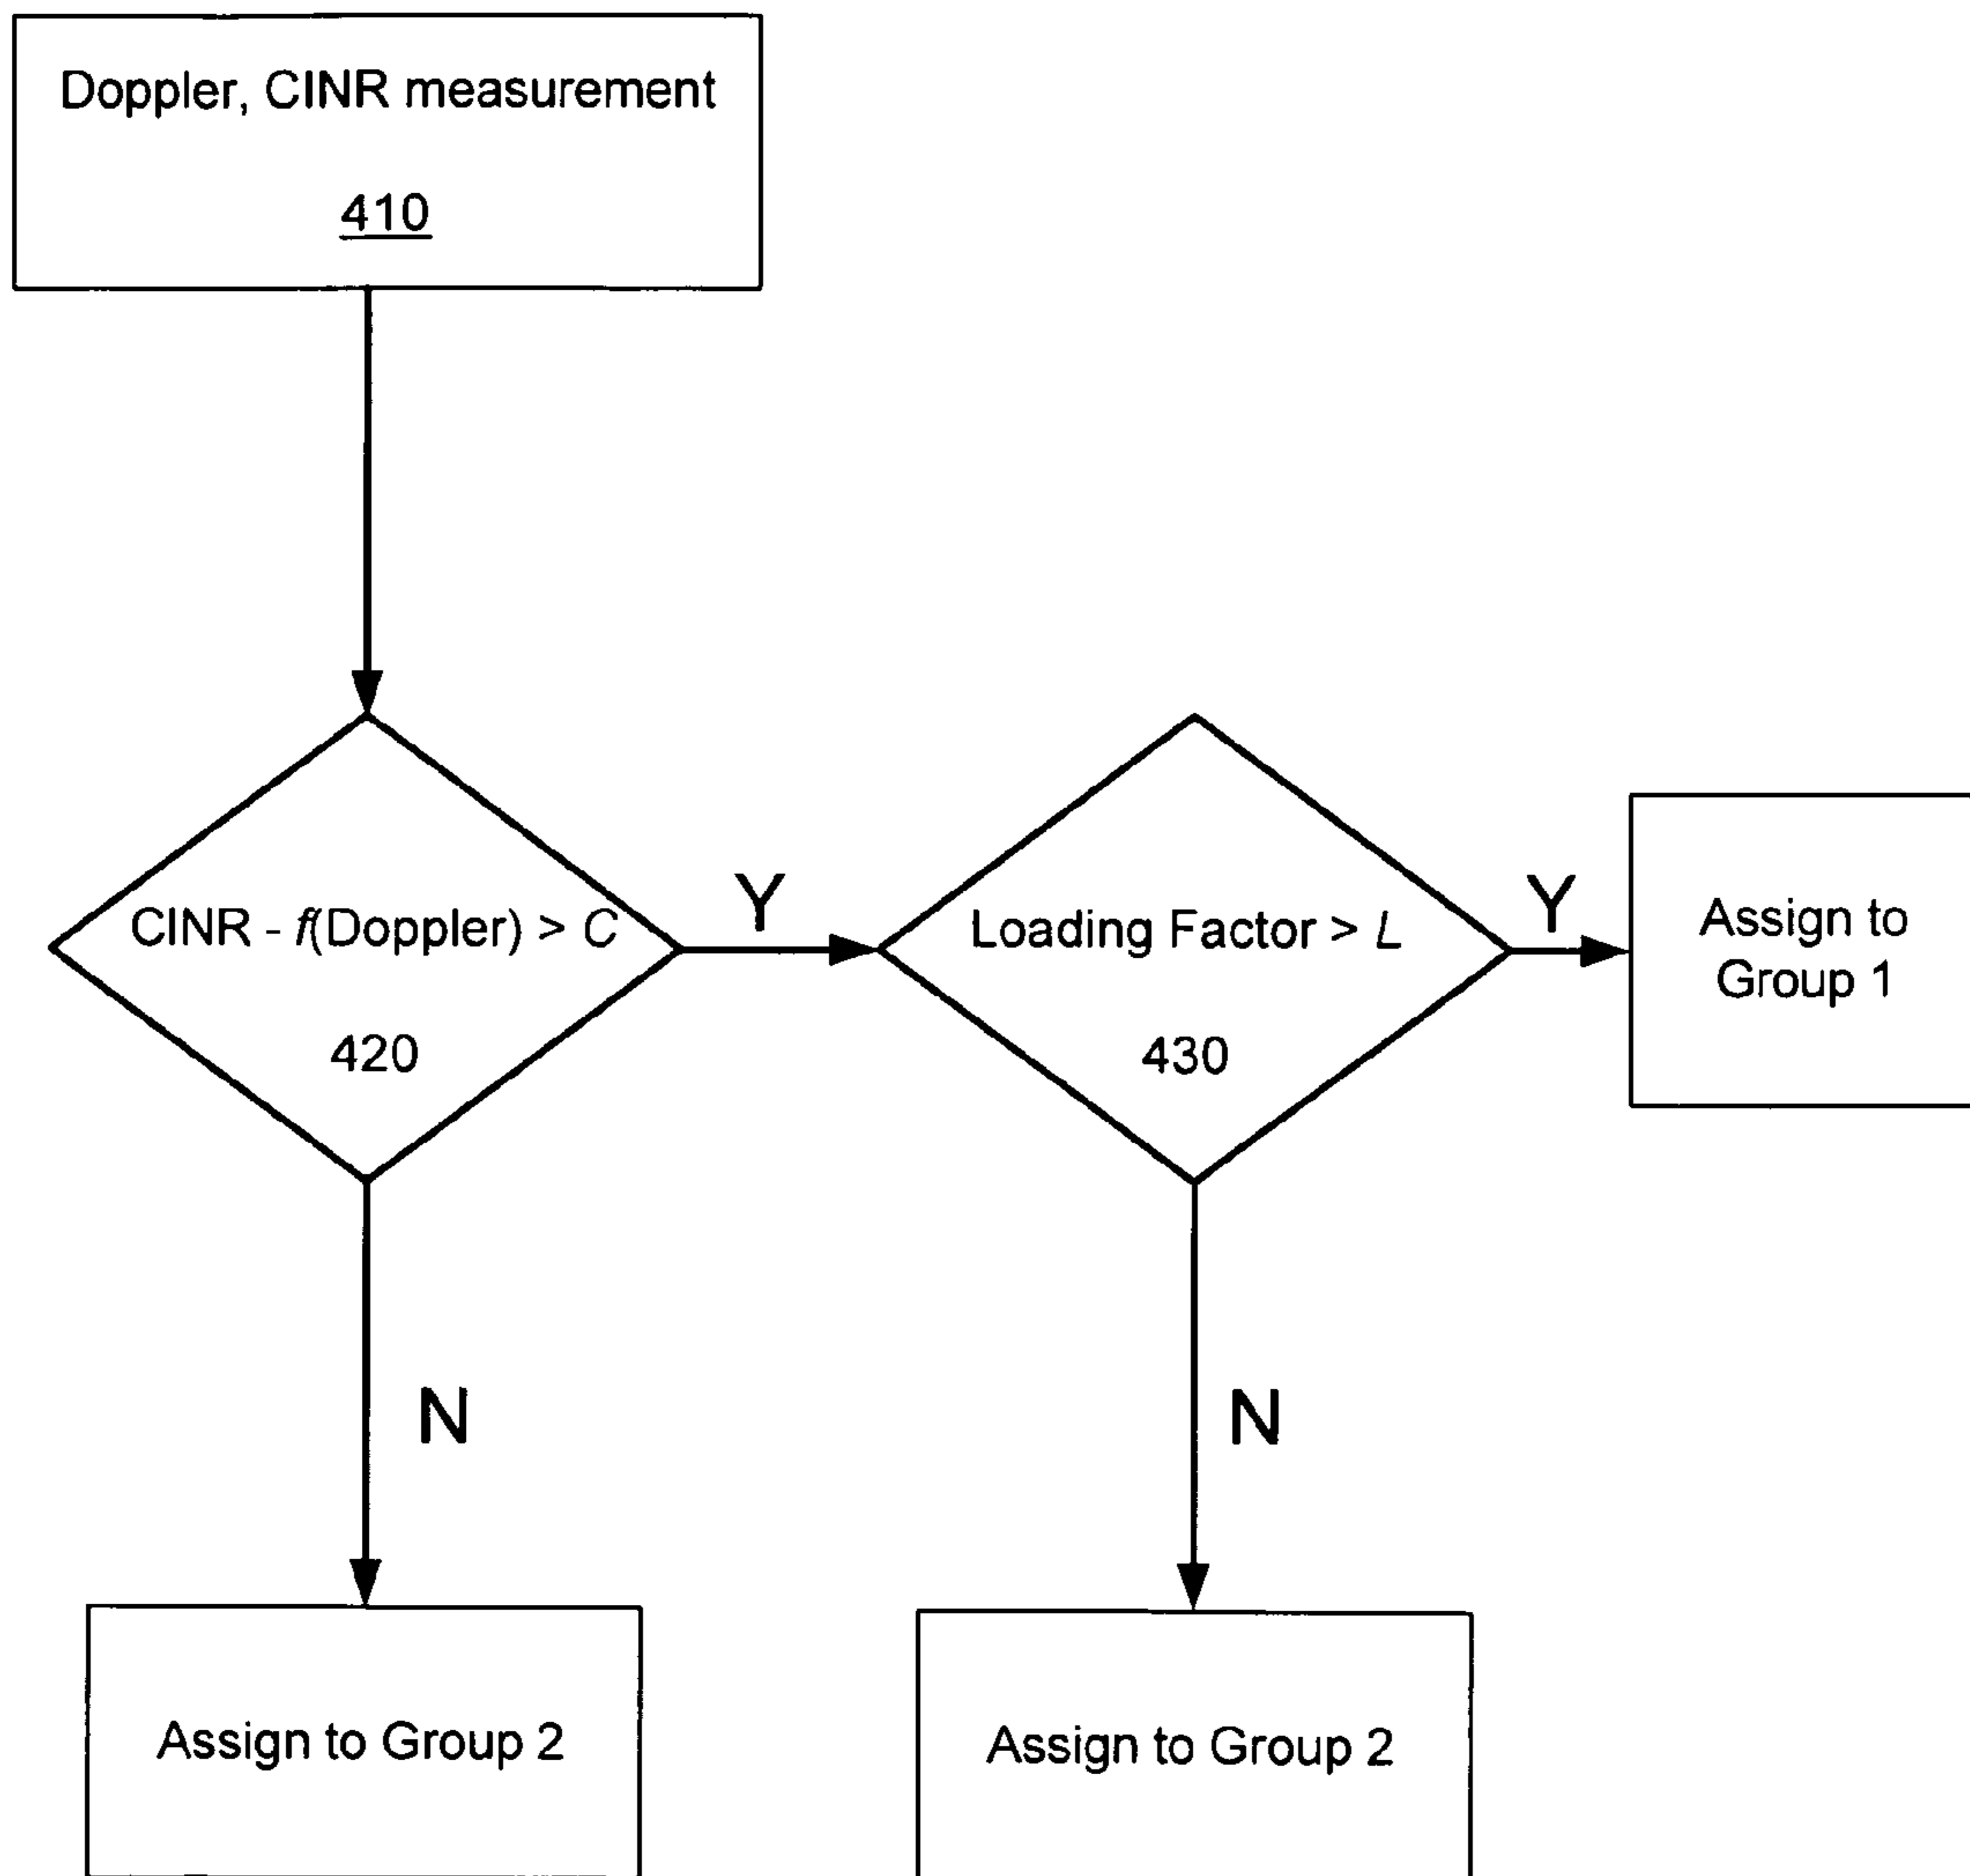 Doppler, CINR measurement
410
CINR - f(Doppler) > C
420
Y
Loading Factor > L
430
Y
Assign to
Group 1
N
N
Assign to Group 2
Assign to Group 2